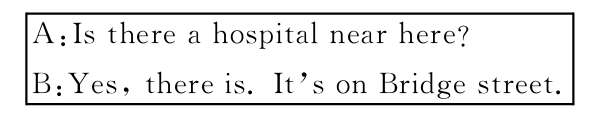 A:Is there a hospital near here?
B:Yes, there is. It's on Bridge street.